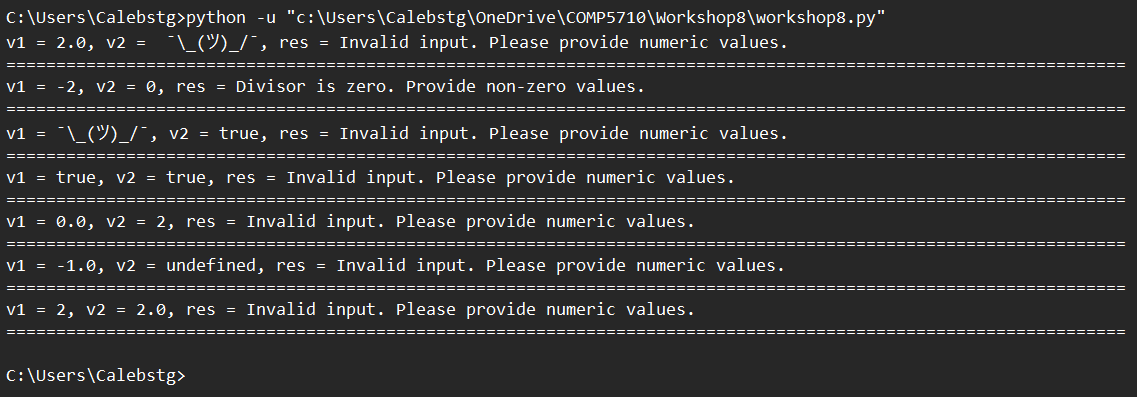 C:\Users\Calebstg>python -u "c:\Users\Calebstg\OneDrive\COMP5710\Workshop8\workshop8.py"
v1 = 2.0, v2 =  ¯\_(ツ)_/¯, res = Invalid input. Please provide numeric values.
================================================================================================================
v1 = -2, v2 = 0, res = Divisor is zero. Provide non-zero values.
================================================================================================================
v1 = ¯\_(ツ)_/¯, v2 = true, res = Invalid input. Please provide numeric values.
================================================================================================================
v1 = true, v2 = true, res = Invalid input. Please provide numeric values.
================================================================================================================
v1 = 0.0, v2 = 2, res = Invalid input. Please provide numeric values.
================================================================================================================
v1 = -1.0, v2 = undefined, res = Invalid input. Please provide numeric values.
================================================================================================================
v1 = 2, v2 = 2.0, res = Invalid input. Please provide numeric values.
================================================================================================================
C:\Users\Calebstg>